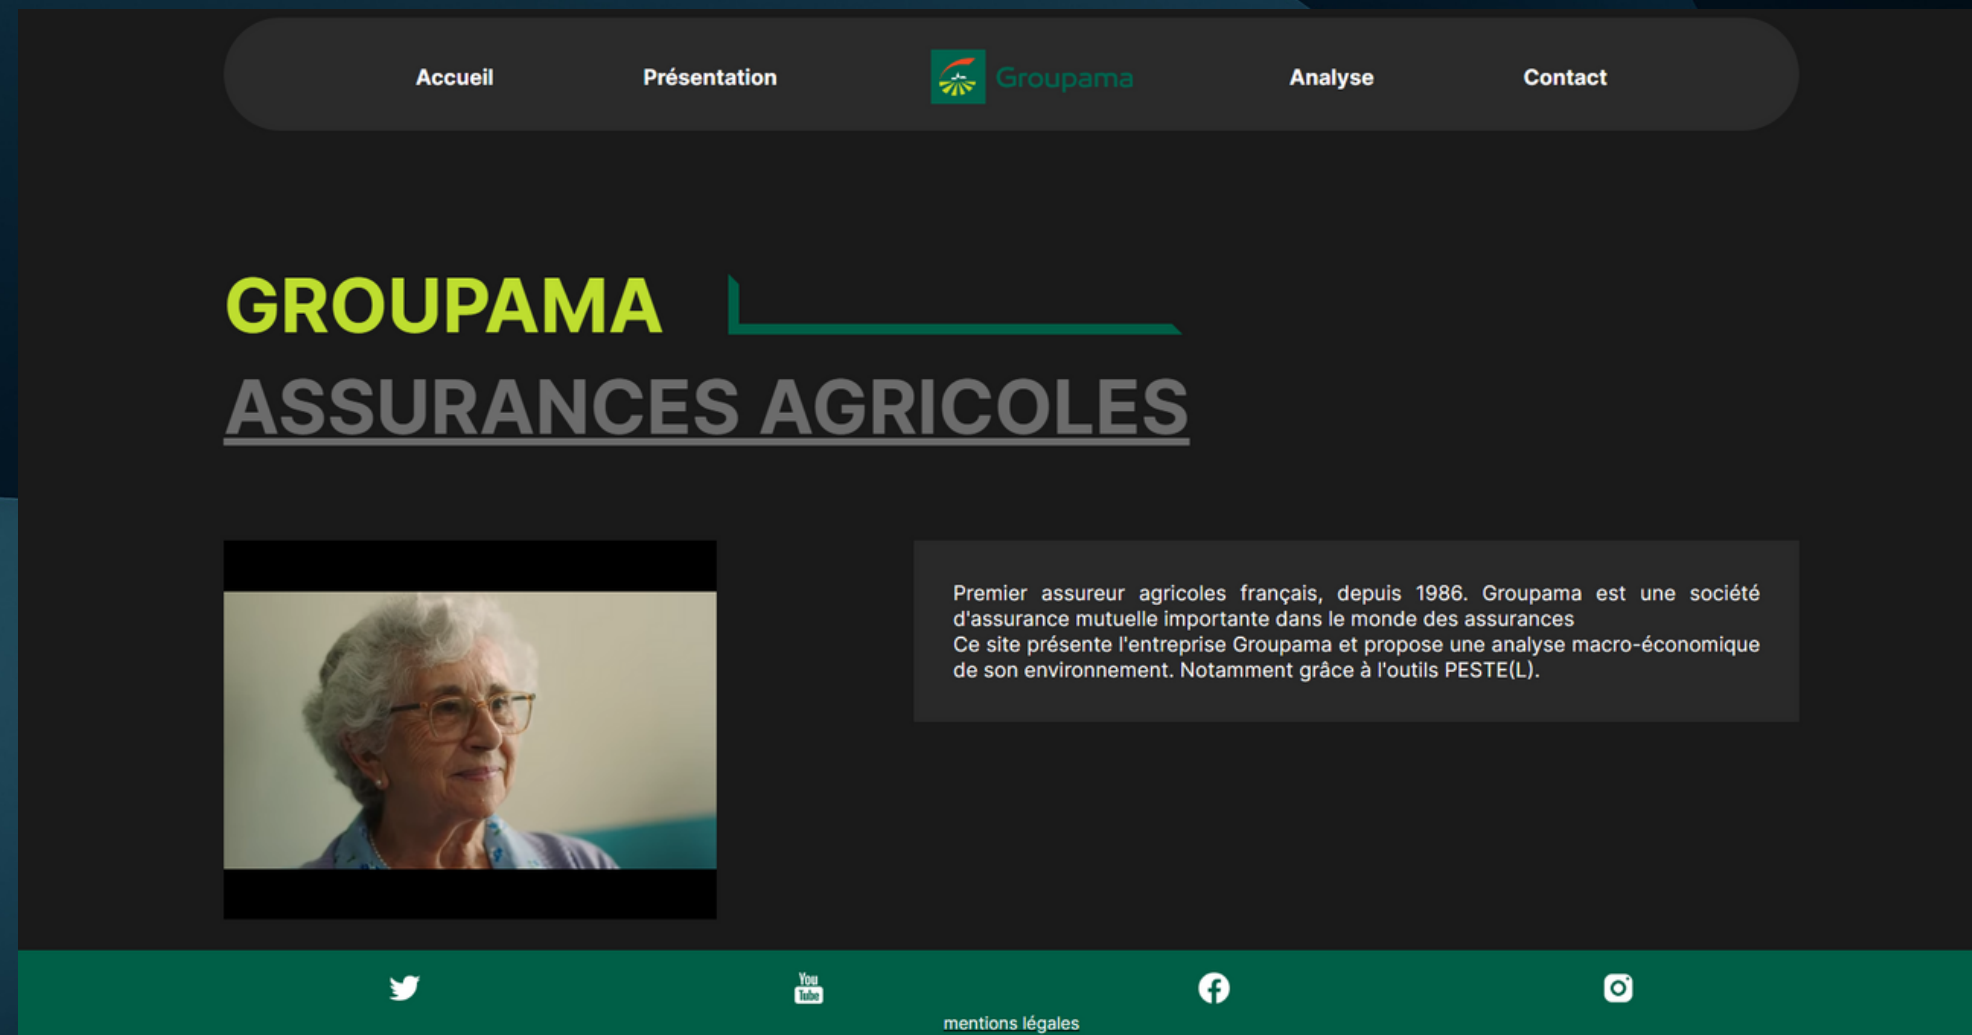 Accueil
Présentation
Groupama
Analyse
Contact
GROUPAMA
ASSURANCES AGRICOLES
Premier assureur agricoles français, depuis 1986. Groupama est une société
d'assurance mutuelle importante dans le monde des assurances
Ce site présente l'entreprise Groupama et propose une analyse macro-économique
de son environnement. Notamment grâce à l'outils PESTE(L).
You
Tube
mentions légales